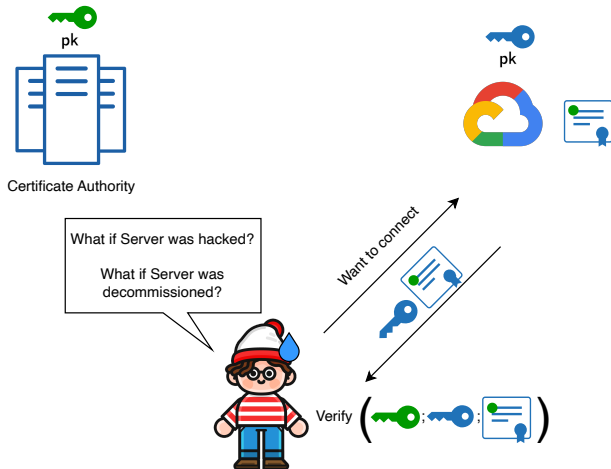 pk
pk
Certificate Authority
What if Server was hacked?
What if Server was
decommissioned?
Want to connect
Verify ( ; ; )